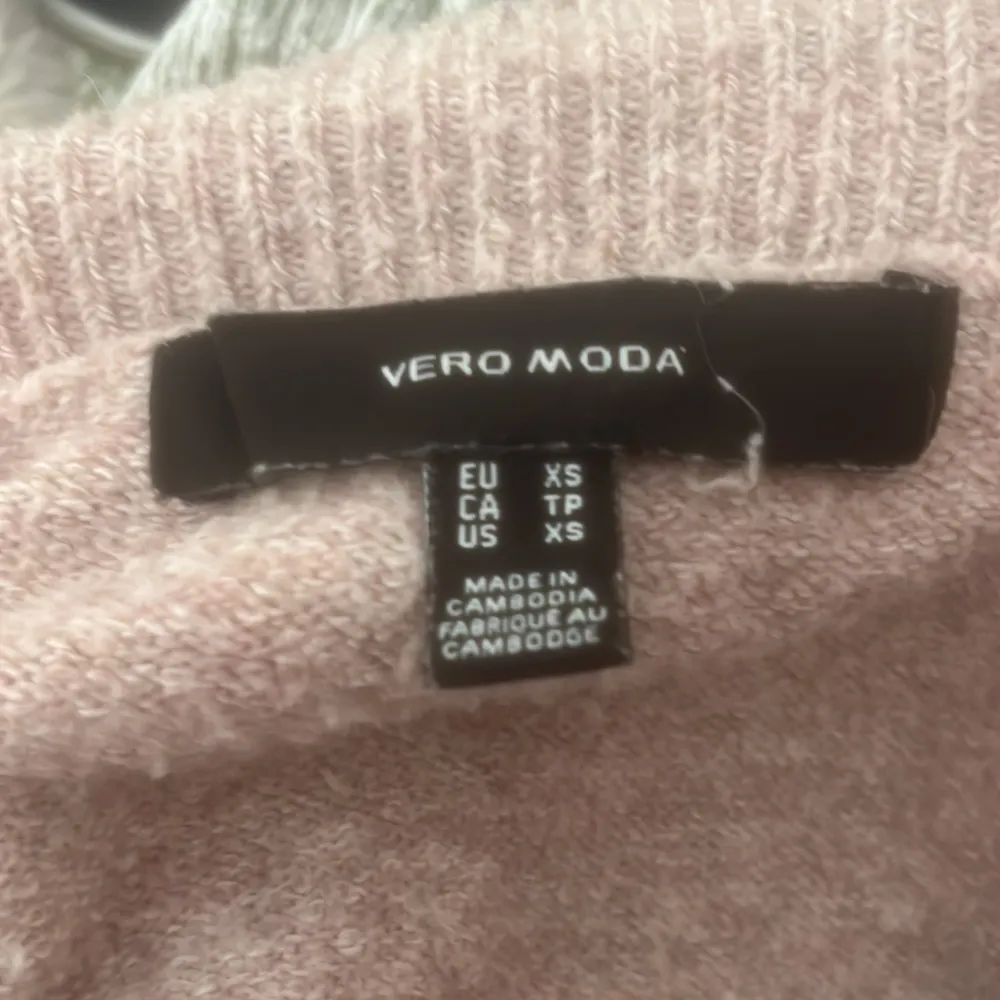 VERO MODA
EU XS
CA TP
US XS
MADE IN
CAMBODIA
FABRIQUÉ AU
CAMBODGE